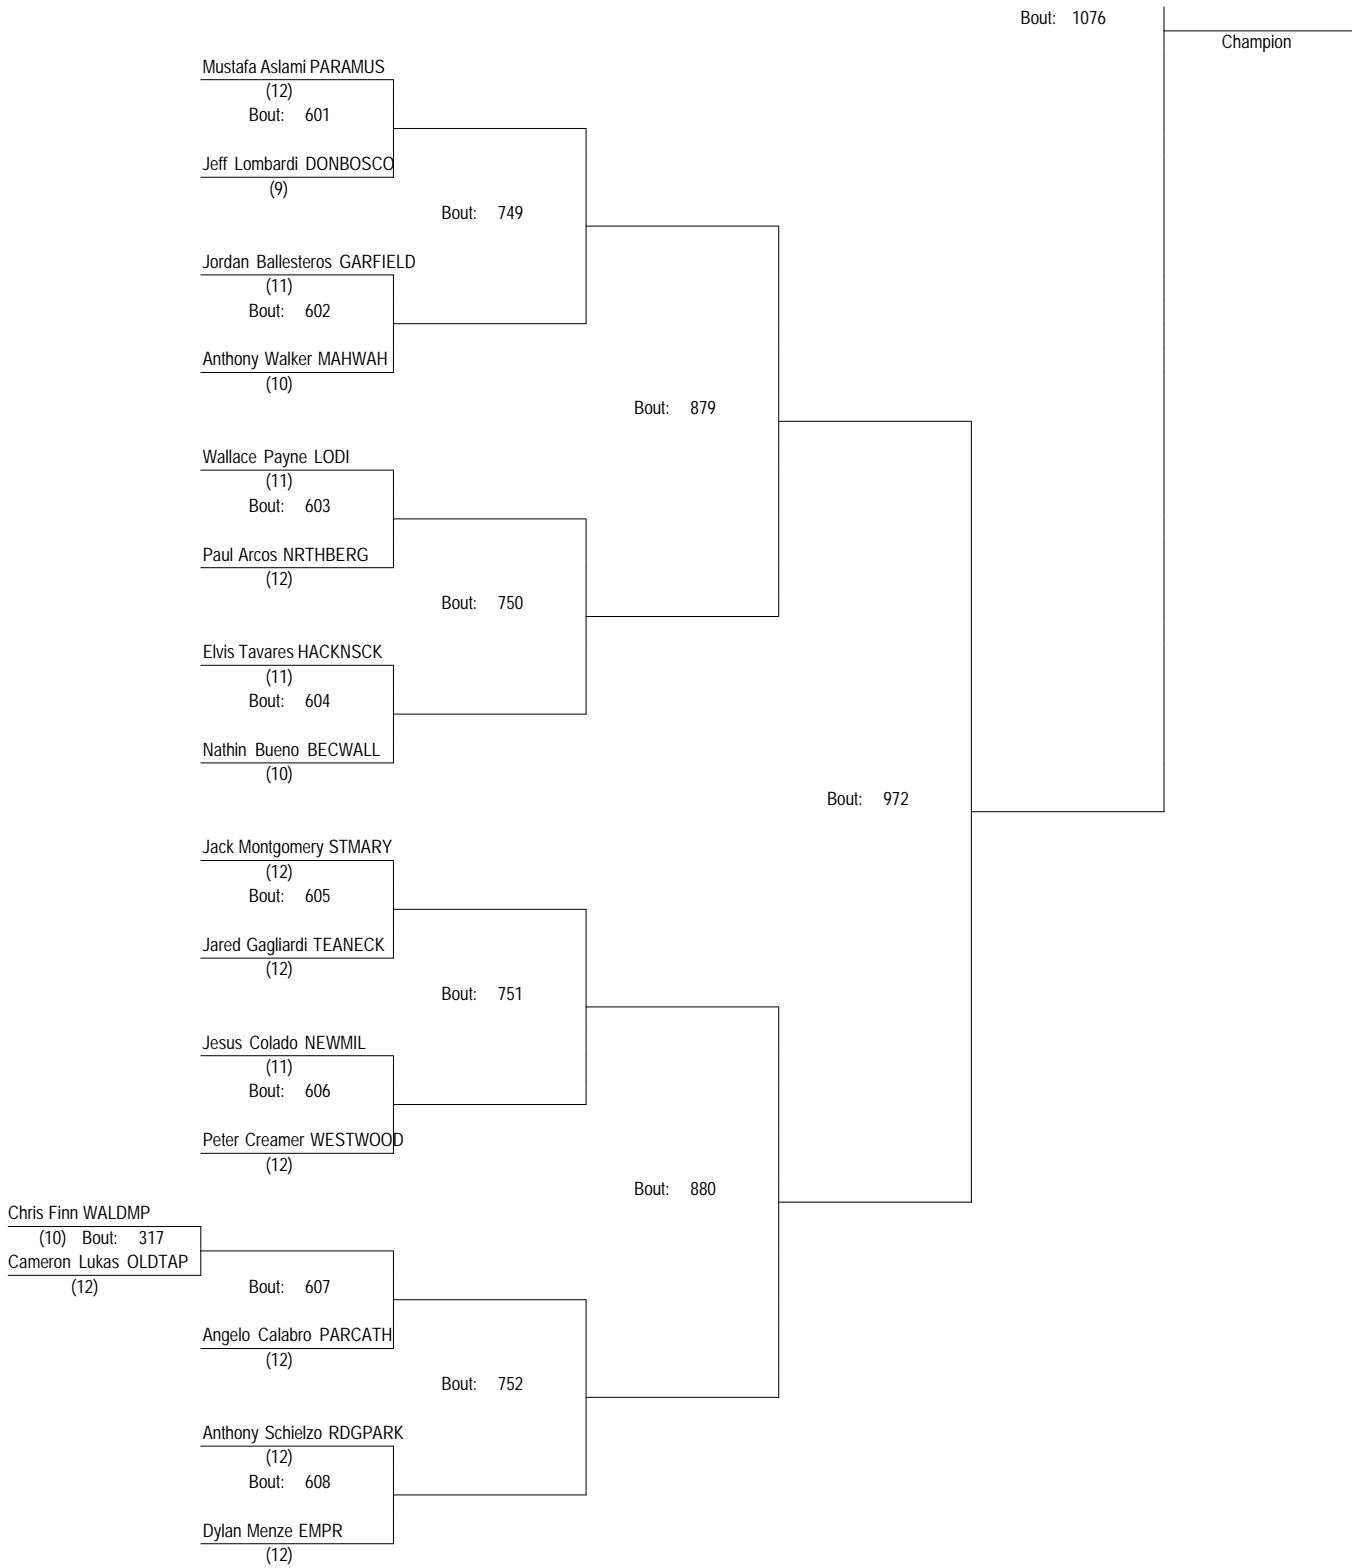 Bout: 1076
Champion
Mustafa Aslami PARAMUS
(12)
Bout: 601
Jeff Lombardi DONBOSCO
(9)
Bout: 749
Jordan Ballesteros GARFIELD
(11)
Bout: 602
Anthony Walker MAHWAH
(10)
Bout: 879
Wallace Payne LODI
(11)
Bout: 603
Paul Arcos NRTHBERG
(12)
Bout: 750
Elvis Tavares HACKNSCK
(11)
Bout: 604
Nathin Bueno BECWALL
(10)
Bout: 972
Jack Montgomery STMARY
(12)
Bout: 605
Jared Gagliardi TEANECK
(12)
Bout: 751
Jesus Colado NEWMIL
(11)
Bout: 606
Peter Creamer WESTWOOD
(12)
Bout: 880
Chris Finn WALDMP
(10) Bout: 317
Cameron Lukas OLDTAP
(12)
Bout: 607
Angelo Calabro PARCATH
(12)
Bout: 752
Anthony Schielzo RDGPARK
(12)
Bout: 608
Dylan Menze EMPR
(12)